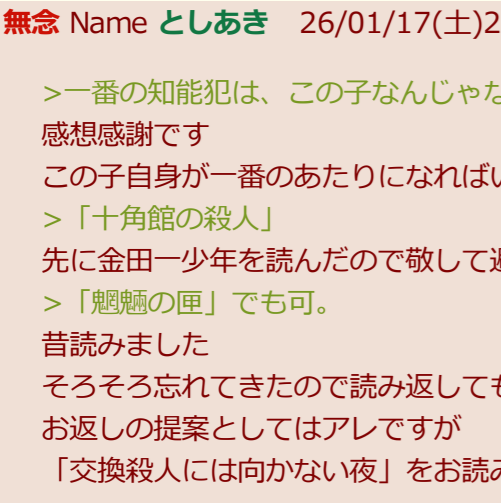 無念 Name としあき 26/01/17(土)2
>一番の知能犯は、この子なんじゃな
感想感謝です
この子自身が一番のあたりになればい
>「十角館の殺人」
先に金田一少年を読んだので敬して遠
>「魍魎の匣」でも可。
昔読みました
そろそろ忘れてきたので読み返しても
お返しの提案としてはアレですが
「交換殺人には向かない夜」をお読み